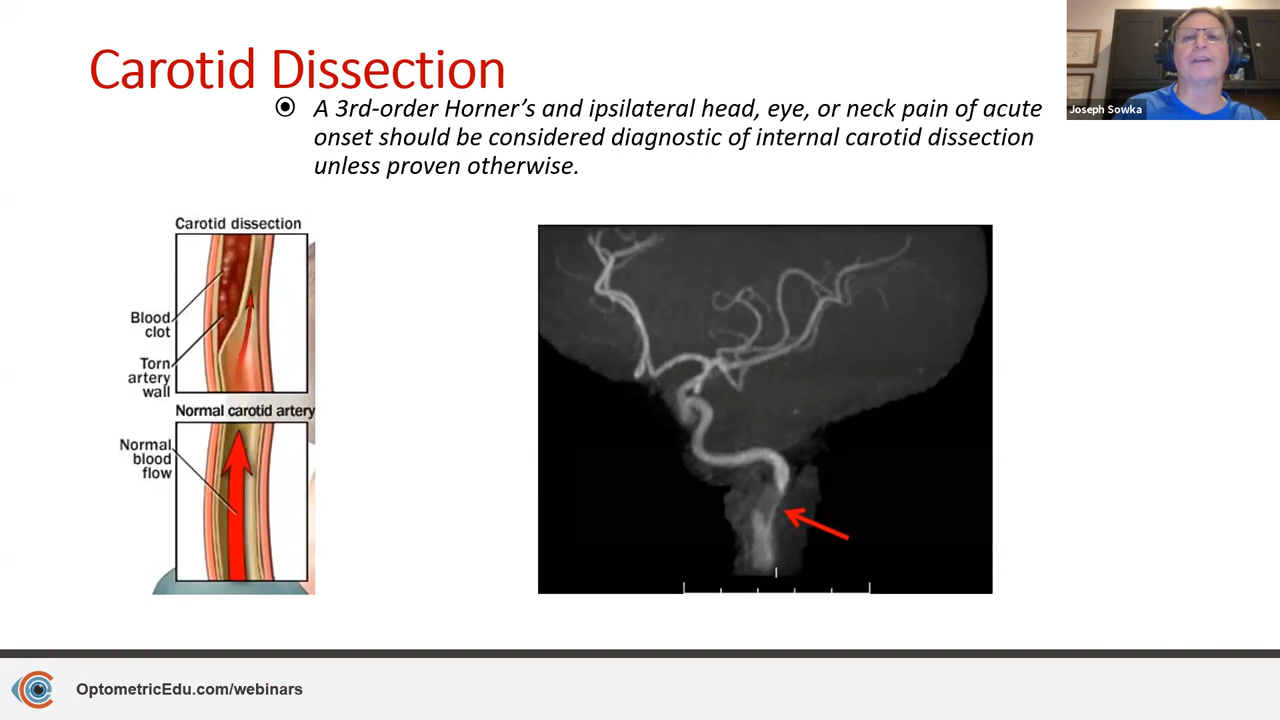 Carotid Dissection
A 3rd-order Horner's and ipsilateral head, eye, or neck pain of acute
onset should be considered diagnostic of internal carotid dissection
unless proven otherwise.
Joseph Sowka
Carotid dissection
Blood
clot
Torn
artery
wall
Normal carotid artery
Normal
blood
flow
OptometricEdu.com/webinars